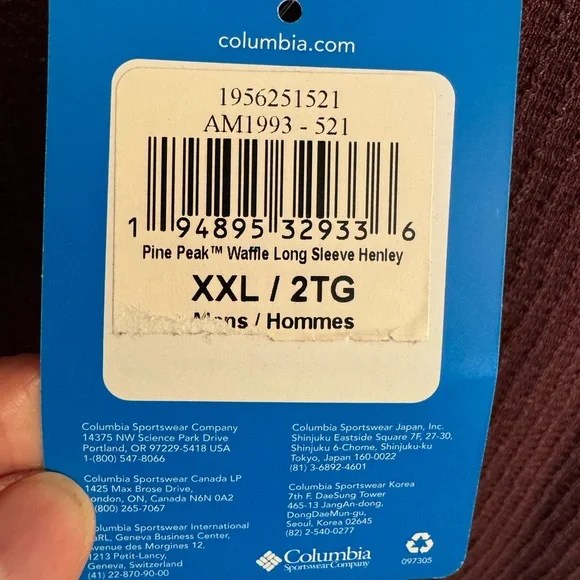 columbia.com
1956251521
AM1993 - 521
1 94895 32933 6
Pine Peak™ Waffle Long Sleeve Henley
XXL / 2TG
Mens / Hommes
Columbia Sportswear Company
14375 NW Science Park Drive
Portland, OR 97229-5418 USA
1-(800) 547-8066
Columbia Sportswear Canada LP
1425 Max Brose Drive,
London, ON, Canada N6N 0A2
(800) 265-7067
Columbia Sportswear International
SaRL, Geneva Business Center,
Avenue des Morgines 12,
1213 Petit-Lancy,
Geneva, Switzerland
(41) 22-870-90-00
Columbia Sportswear Japan, Inc.
Shinjuku Eastside Square 7F, 27-30,
Shinjuku 6-Chome, Shinjuku-ku
Tokyo, Japan 160-0022
(81) 3-6892-4601
Columbia Sportswear Korea
7th F. DaeSung Tower
465-13 JangAn-dong,
DongDaeMun-gu,
Seoul, Korea 02645
(82) 2-540-0277
Columbia
Sportswear Company
097305